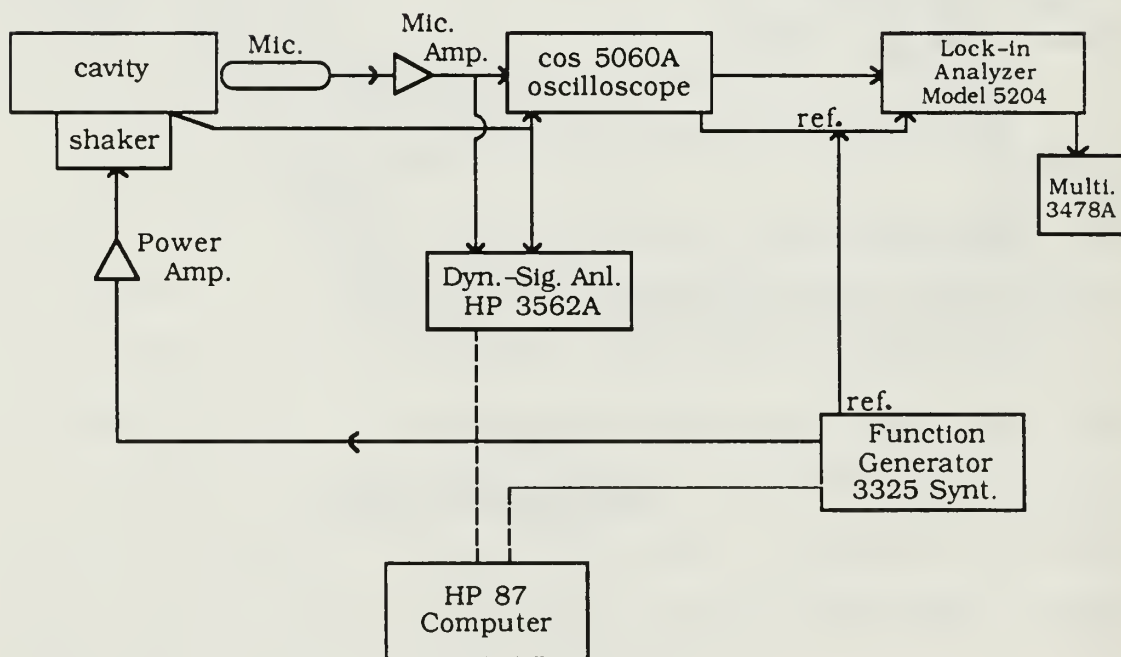 cavity
shaker
Mic.
Mic.
Amp.
cos 5060A
oscilloscope
Lock-in
Analyzer
Model 5204
ref.
Multi.
3478A
Power
Amp.
Dyn.-Sig. Anl.
HP 3562A
ref.
Function
Generator
3325 Synt.
HP 87
Computer